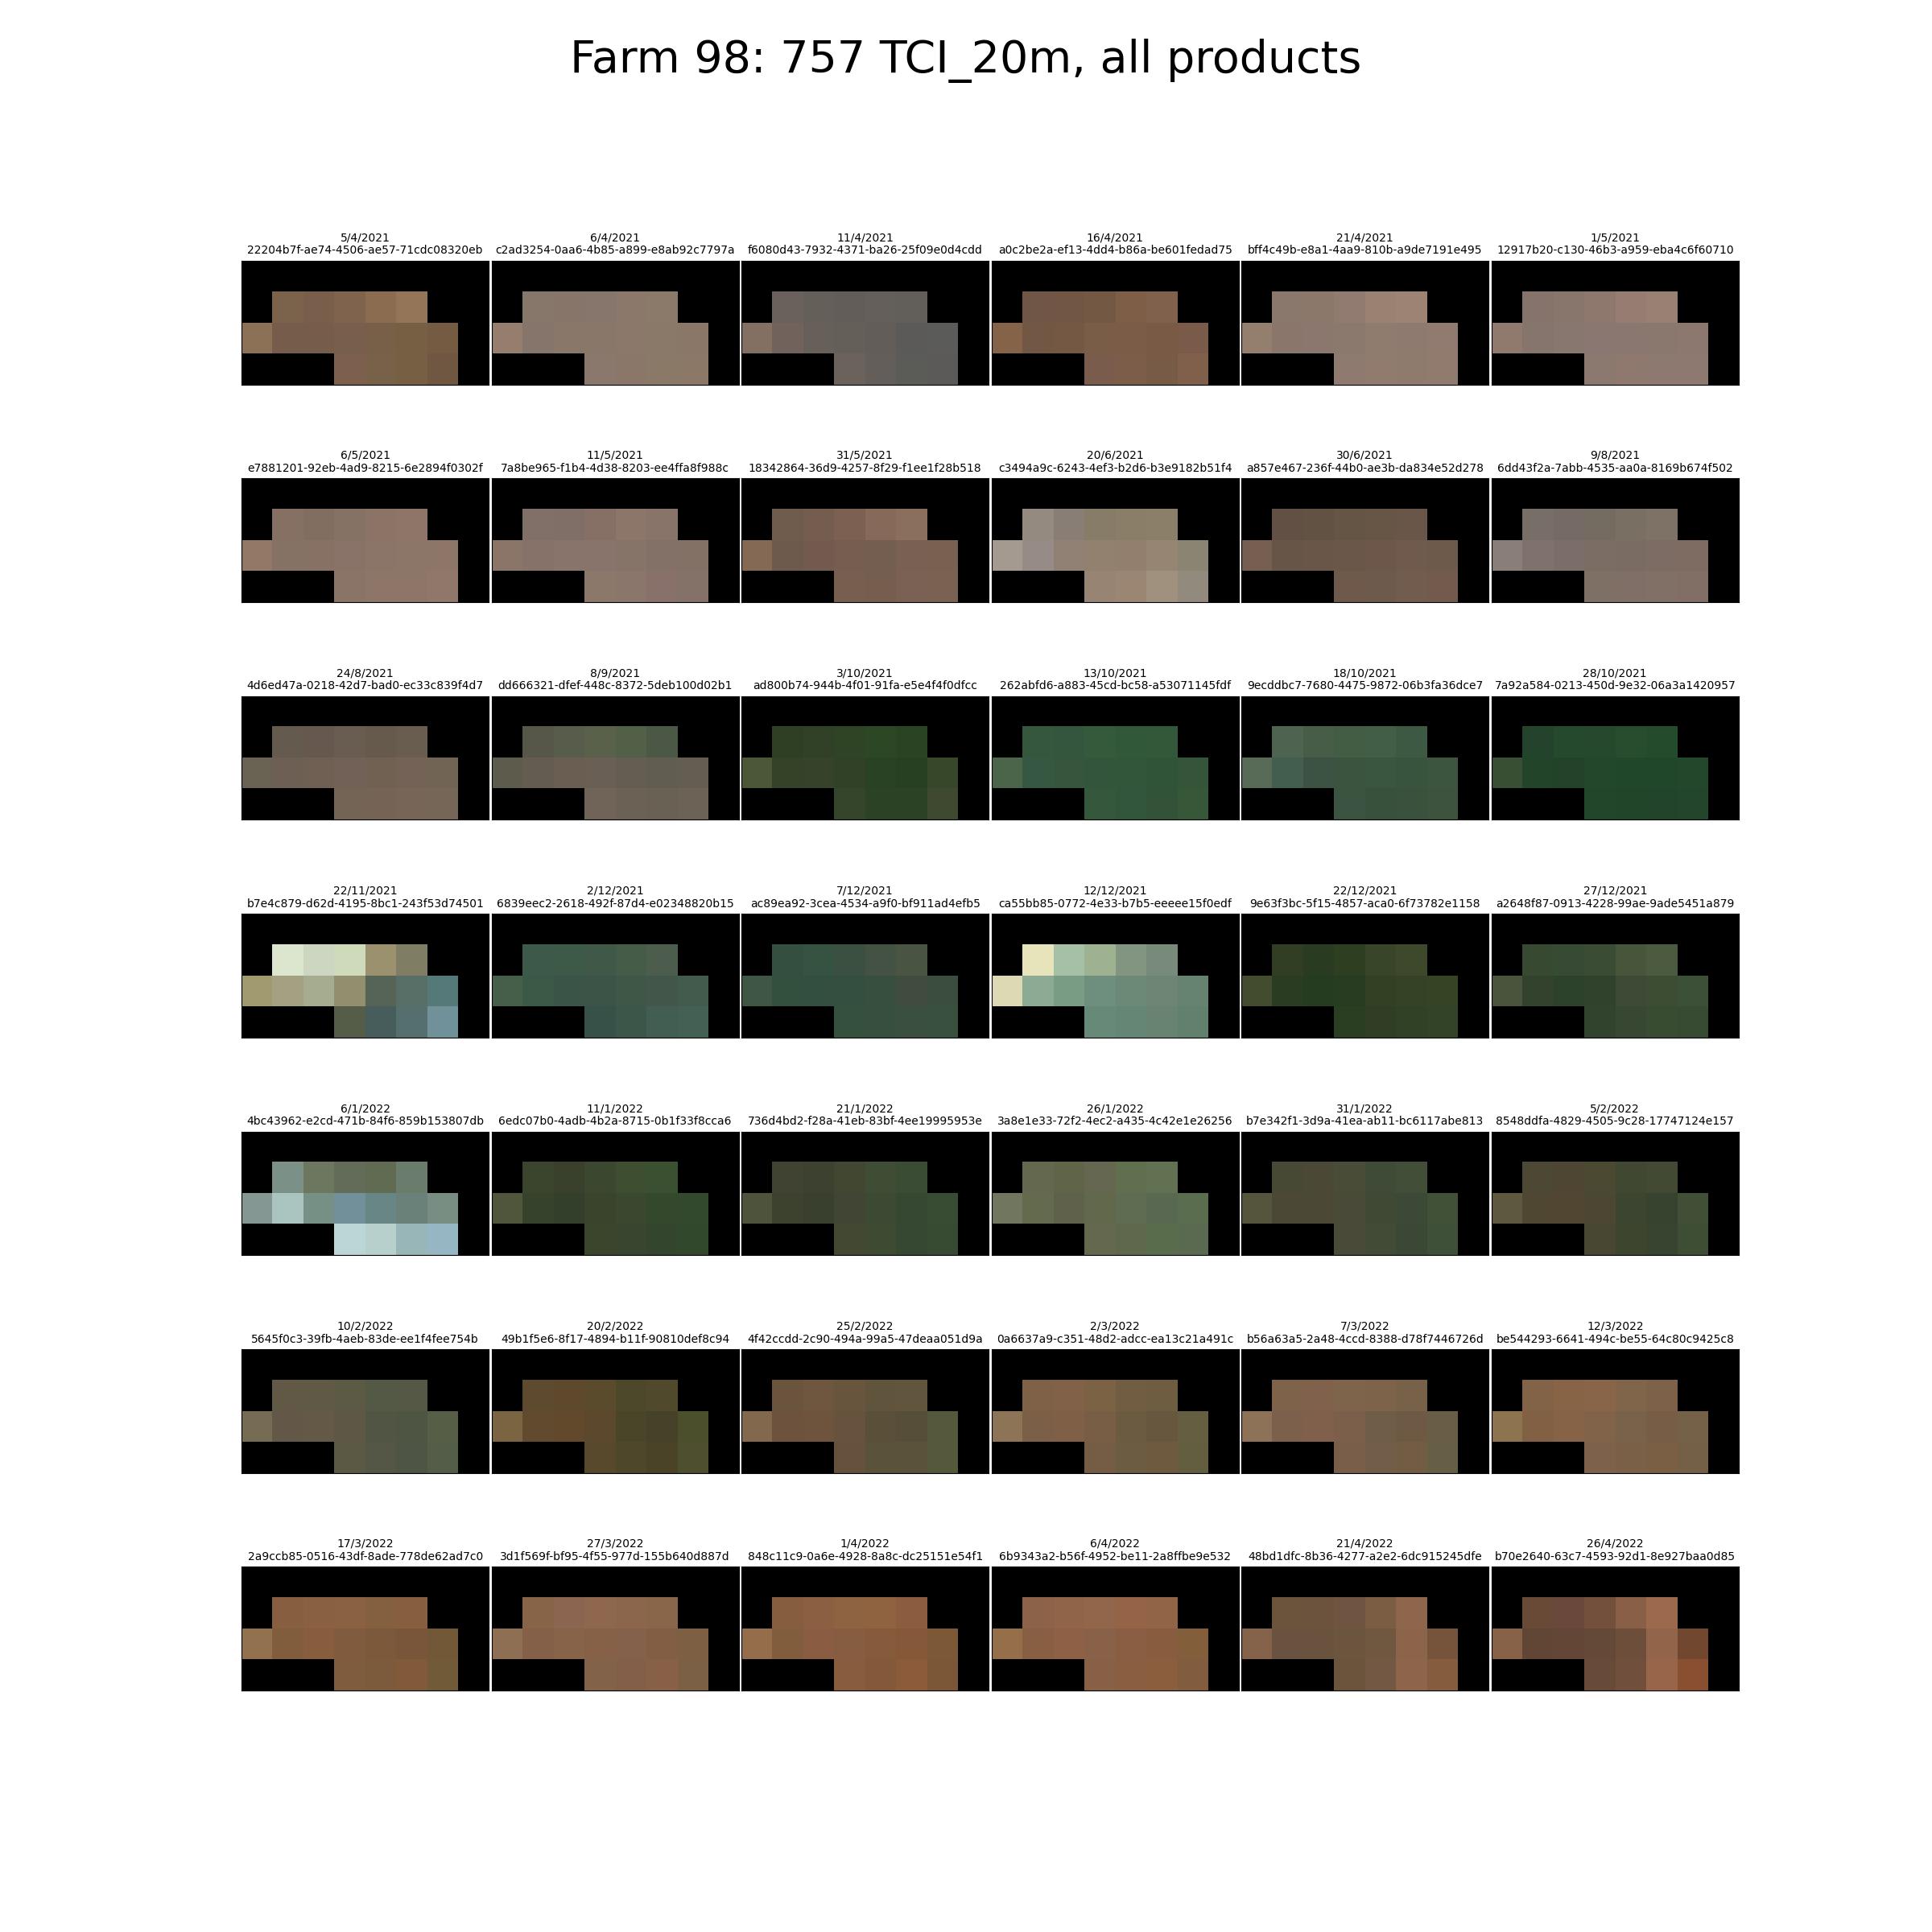 Farm 98: 757 TCI_20m, all products
5/4/2021
22204b7f-ae74-4506-ae57-71cdc08320eb
6/4/2021
c2ad3254-0aa6-4b85-a899-e8ab92c7797a
11/4/2021
f6080d43-7932-4371-ba26-25f09e0d4cdd
16/4/2021
a0c2be2a-ef13-4dd4-b86a-be601fedad75
21/4/2021
bff4c49b-e8a1-4aa9-810b-a9de7191e495
1/5/2021
12917b20-c130-46b3-a959-eba4c6f60710
6/5/2021
e7881201-92eb-4ad9-8215-6e2894f0302f
11/5/2021
7a8be965-f1b4-4d38-8203-ee4ffa8f988c
31/5/2021
18342864-36d9-4257-8f29-f1ee1f28b518
20/6/2021
c3494a9c-6243-4ef3-b2d6-b3e9182b51f4
30/6/2021
a857e467-236f-44b0-ae3b-da834e52d278
9/8/2021
6dd43f2a-7abb-4535-aa0a-8169b674f502
24/8/2021
4d6ed47a-0218-42d7-bad0-ec33c839f4d7
8/9/2021
dd666321-dfef-448c-8372-5deb100d02b1
3/10/2021
ad800b74-944b-4f01-91fa-e5e4f4f0dfcc
13/10/2021
262abfd6-a883-45cd-bc58-a53071145fdf
18/10/2021
9ecddbc7-7680-4475-9872-06b3fa36dce7
28/10/2021
7a92a584-0213-450d-9e32-06a3a1420957
22/11/2021
b7e4c879-d62d-4195-8bc1-243f53d74501
2/12/2021
6839eec2-2618-492f-87d4-e02348820b15
7/12/2021
ac89ea92-3cea-4534-a9f0-bf911ad4efb5
12/12/2021
ca55bb85-0772-4e33-b7b5-eeeee15f0edf
22/12/2021
9e63f3bc-5f15-4857-aca0-6f73782e1158
27/12/2021
a2648f87-0913-4228-99ae-9ade5451a879
6/1/2022
4bc43962-e2cd-471b-84f6-859b153807db
11/1/2022
6edc07b0-4adb-4b2a-8715-0b1f33f8cca6
21/1/2022
736d4bd2-f28a-41eb-83bf-4ee19995953e
26/1/2022
3a8e1e33-72f2-4ec2-a435-4c42e1e26256
31/1/2022
b7e342f1-3d9a-41ea-ab11-bc6117abe813
5/2/2022
8548ddfa-4829-4505-9c28-17747124e157
10/2/2022
5645f0c3-39fb-4aeb-83de-ee1f4fee754b
20/2/2022
49b1f5e6-8f17-4894-b11f-90810def8c94
25/2/2022
4f42ccdd-2c90-494a-99a5-47deaa051d9a
2/3/2022
0a6637a9-c351-48d2-adcc-ea13c21a491c
7/3/2022
b56a63a5-2a48-4ccd-8388-d78f7446726d
12/3/2022
be544293-6641-494c-be55-64c80c9425c8
17/3/2022
2a9ccb85-0516-43df-8ade-778de62ad7c0
27/3/2022
3d1f569f-bf95-4f55-977d-155b640d887d
1/4/2022
848c11c9-0a6e-4928-8a8c-dc25151e54f1
6/4/2022
6b9343a2-b56f-4952-be11-2a8ffbe9e532
21/4/2022
48bd1dfc-8b36-4277-a2e2-6dc915245dfe
26/4/2022
b70e2640-63c7-4593-92d1-8e927baa0d85